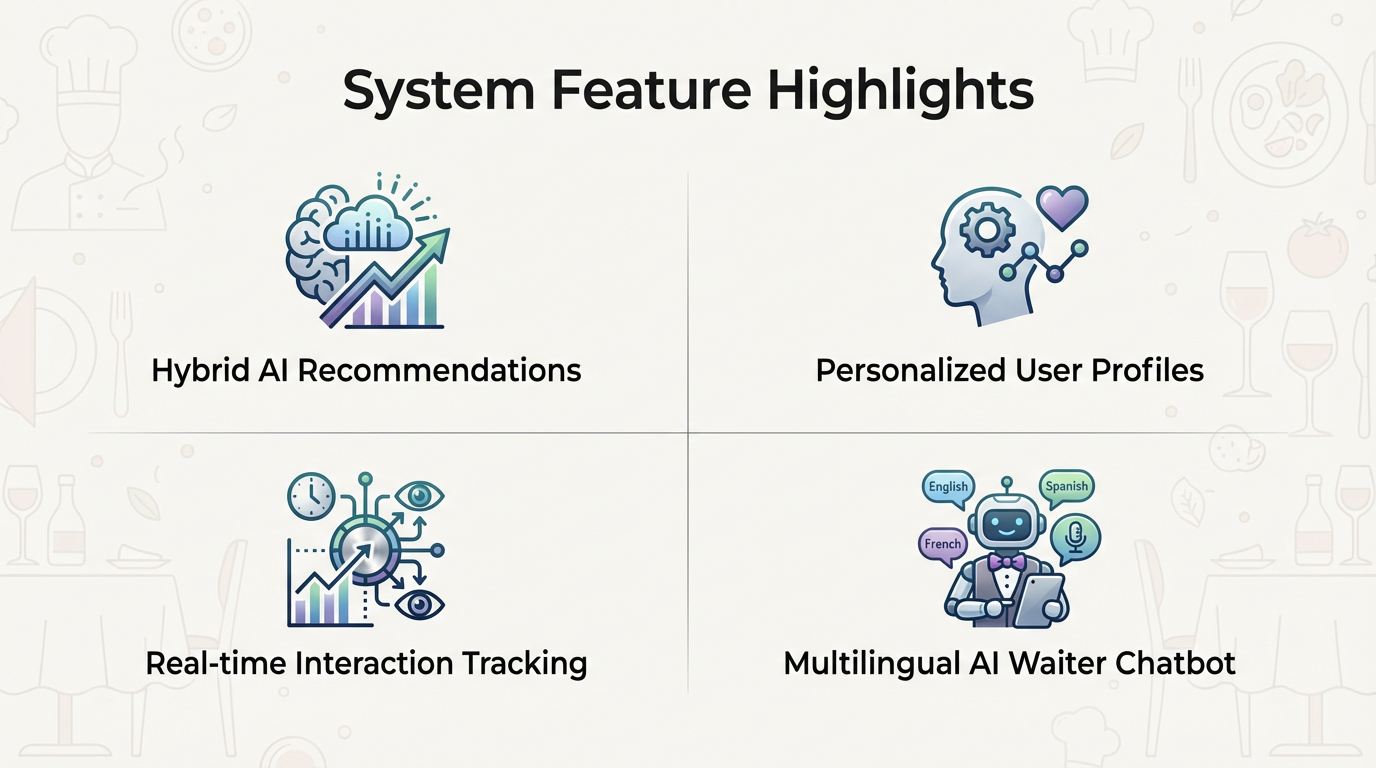 System Feature Highlights
Hybrid AI Recommendations
Personalized User Profiles
Real-time Interaction Tracking
English
Spanish
French
Multilingual AI Waiter Chatbot